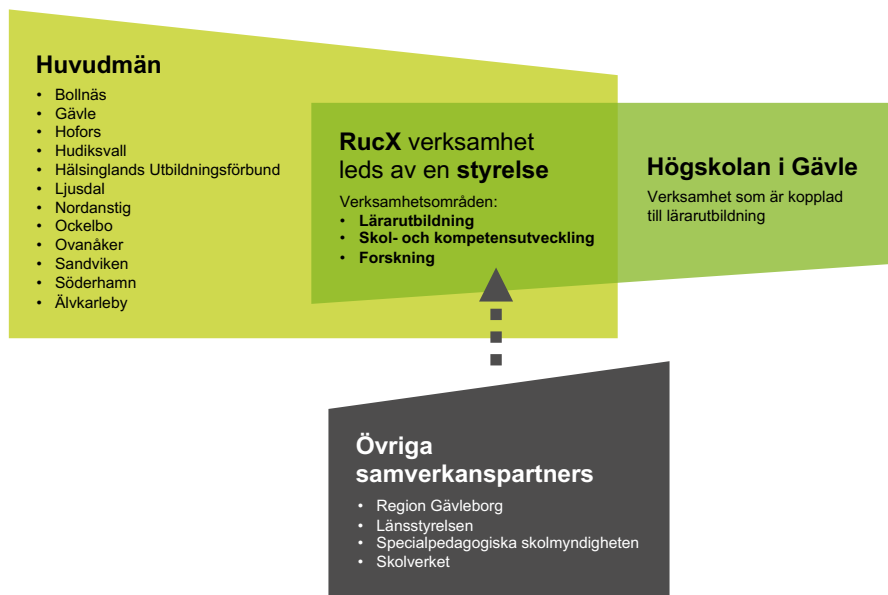 Huvudmän
• Bollnäs
• Gävle
• Hofors
• Hudiksvall
• Hälsinglands Utbildningsförbund
• Ljusdal
• Nordanstig
• Ockelbo
• Ovanåker
• Sandviken
• Söderhamn
• Älvkarleby
RucX verksamhet
leds av en styrelse
Verksamhetsområden:
• Lärarutbildning
• Skol- och kompetensutveckling
• Forskning
Högskolan i Gävle
Verksamhet som är kopplad
till lärarutbildning
Övriga
samverkanspartners
• Region Gävleborg
• Länsstyrelsen
• Specialpedagogiska skolmyndigheten
• Skolverket